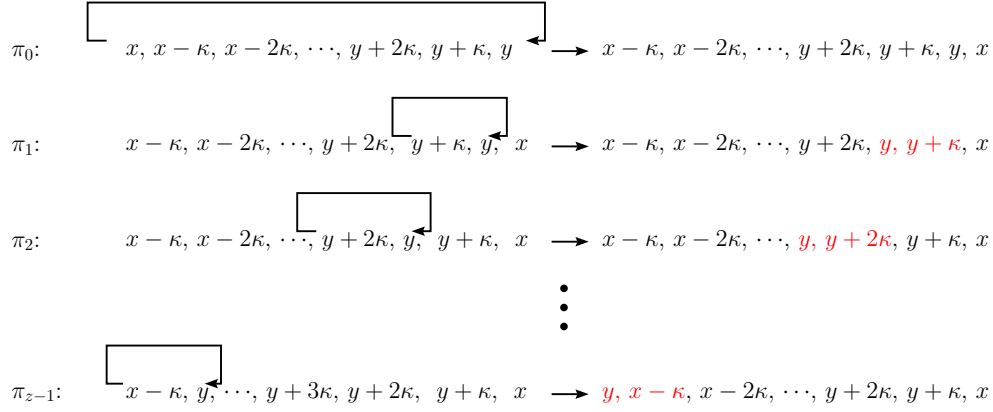 π₀: x, x − κ, x − 2κ, ⋯, y + 2κ, y + κ, y → x − κ, x − 2κ, ⋯, y + 2κ, y + κ, y, x
π₁: x − κ, x − 2κ, ⋯, y + 2κ, y + κ, y, x → x − κ, x − 2κ, ⋯, y + 2κ, y, y + κ, x
π₂: x − κ, x − 2κ, ⋯, y + 2κ, y, y + κ, x → x − κ, x − 2κ, ⋯, y, y + 2κ, y + κ, x
π_{z−1}: x − κ, y, ⋯, y + 3κ, y + 2κ, y + κ, x → y, x − κ, x − 2κ, ⋯, y + 2κ, y + κ, x